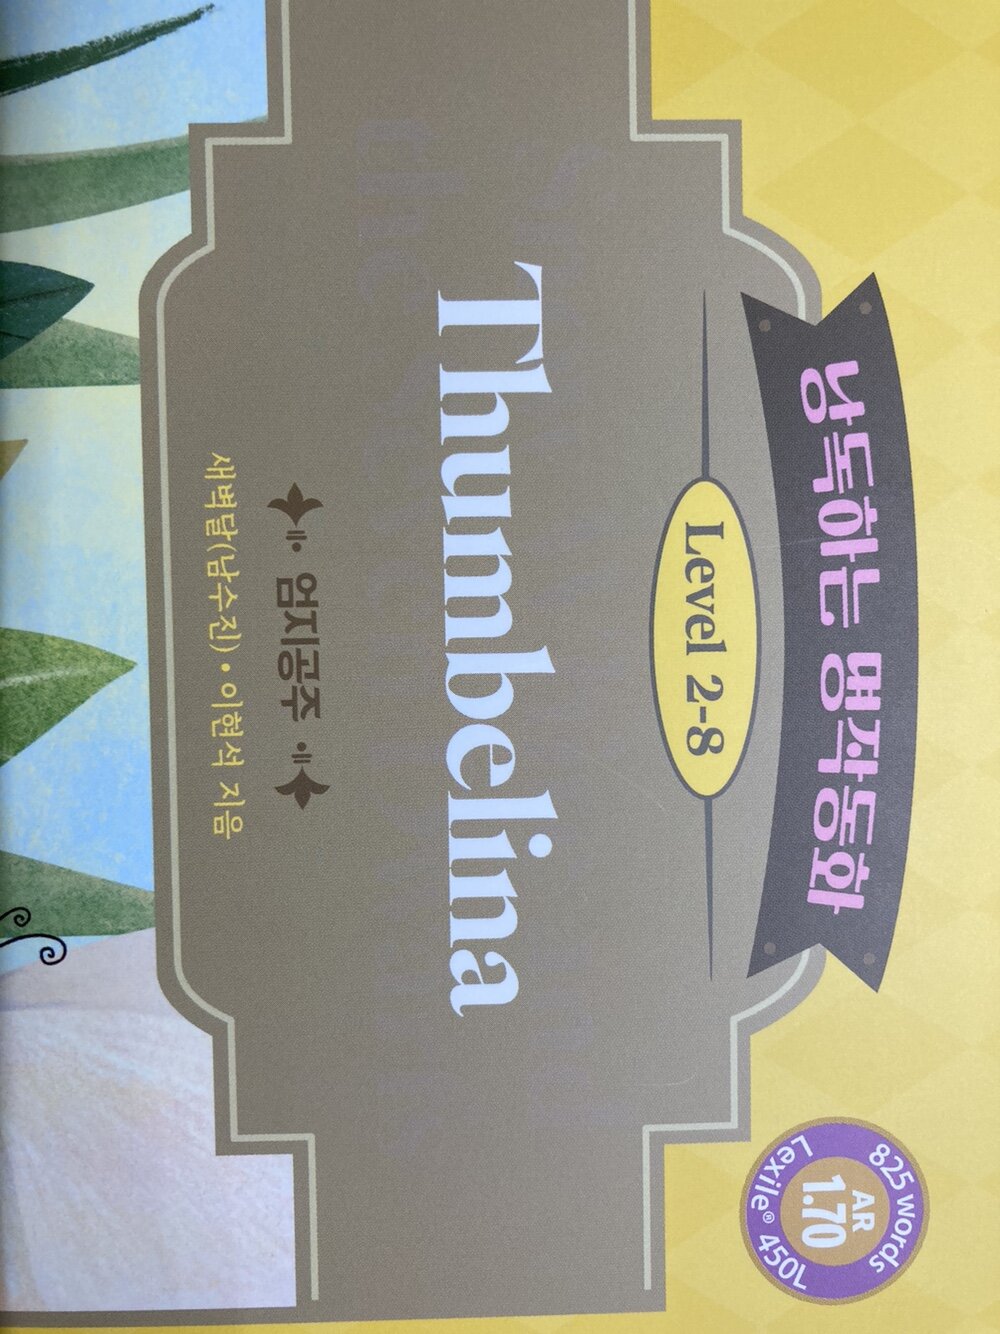 낭독하는 명작동화
Level 2-8
Thumbelina
엄지공주
새벽달(남수진) • 이현석 지음
825 words
AR
1.70
Lexile® 450L